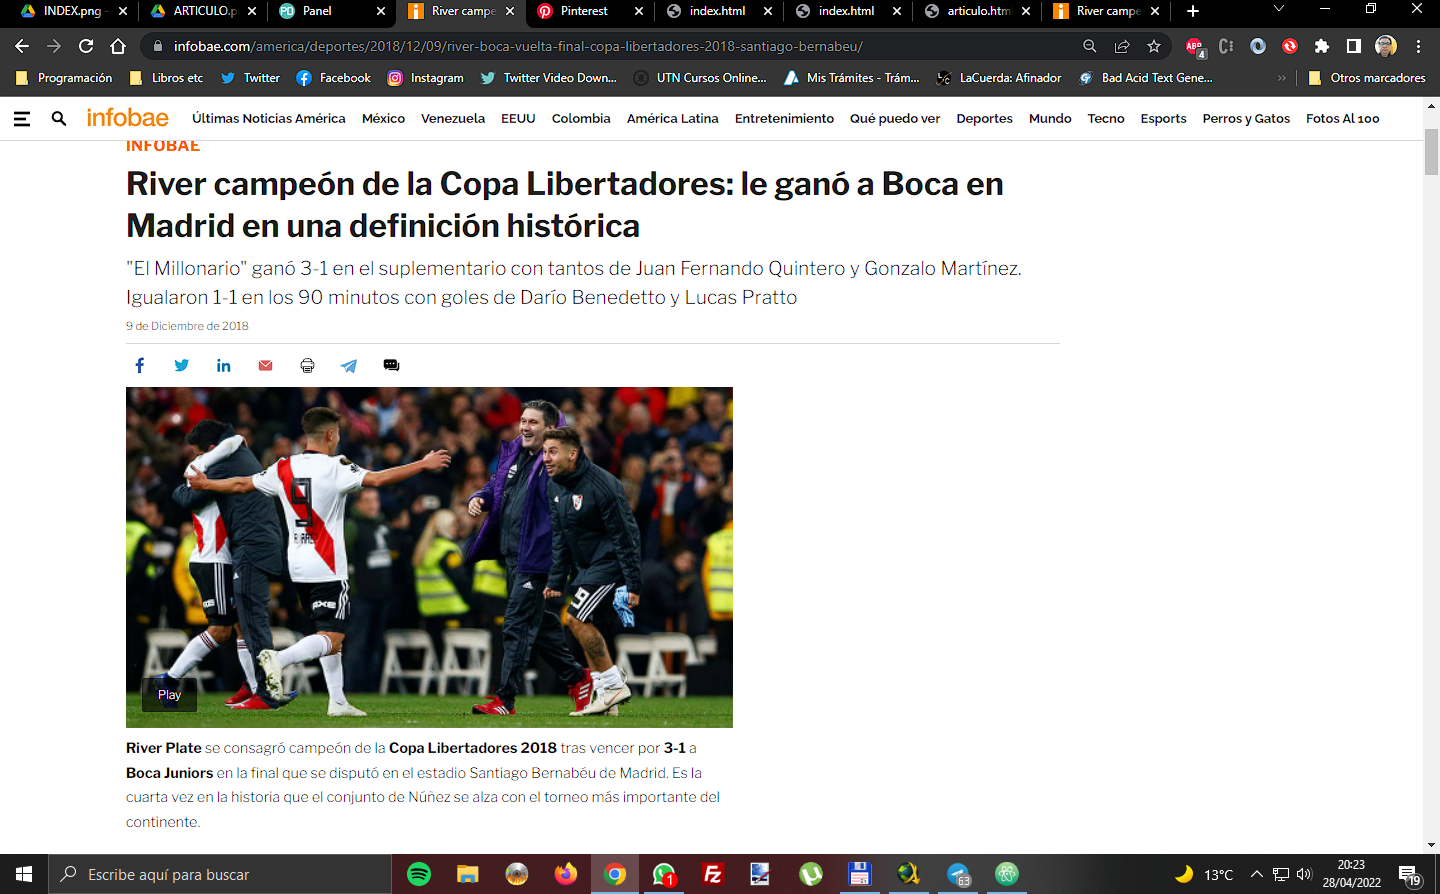 INDEX.png -
ARTICULO.p
Panel
River campe
Pinterest
index.html
index.html
articulo.htm
River campe
infobae.com/america/deportes/2018/12/09/river-boca-vuelta-final-copa-libertadores-2018-santiago-bernabeu/
ABP
4
Programación
Libros etc
Twitter
Facebook
Instagram
Twitter Video Down...
UTN Cursos Online...
Mis Trámites - Trám...
LaCuerda: Afinador
Bad Acid Text Gene...
»
Otros marcadores
infobae
Últimas Noticias América
México
Venezuela
EEUU
Colombia
América Latina
Entretenimiento
Qué puedo ver
Deportes
Mundo
Tecno
Esports
Perros y Gatos
Fotos Al 100
INFOBAE
River campeón de la Copa Libertadores: le ganó a Boca en
Madrid en una definición histórica
"El Millonario" ganó 3-1 en el suplementario con tantos de Juan Fernando Quintero y Gonzalo Martínez.
Igualaron 1-1 en los 90 minutos con goles de Darío Benedetto y Lucas Pratto
9 de Diciembre de 2018
9
AXE
9
Play
River Plate se consagró campeón de la Copa Libertadores 2018 tras vencer por 3-1 a
Boca Juniors en la final que se disputó en el estadio Santiago Bernabéu de Madrid. Es la
cuarta vez en la historia que el conjunto de Núñez se alza con el torneo más importante del
continente.
Escribe aquí para buscar
1
Fz
63
13°C
20:23
28/04/2022
19